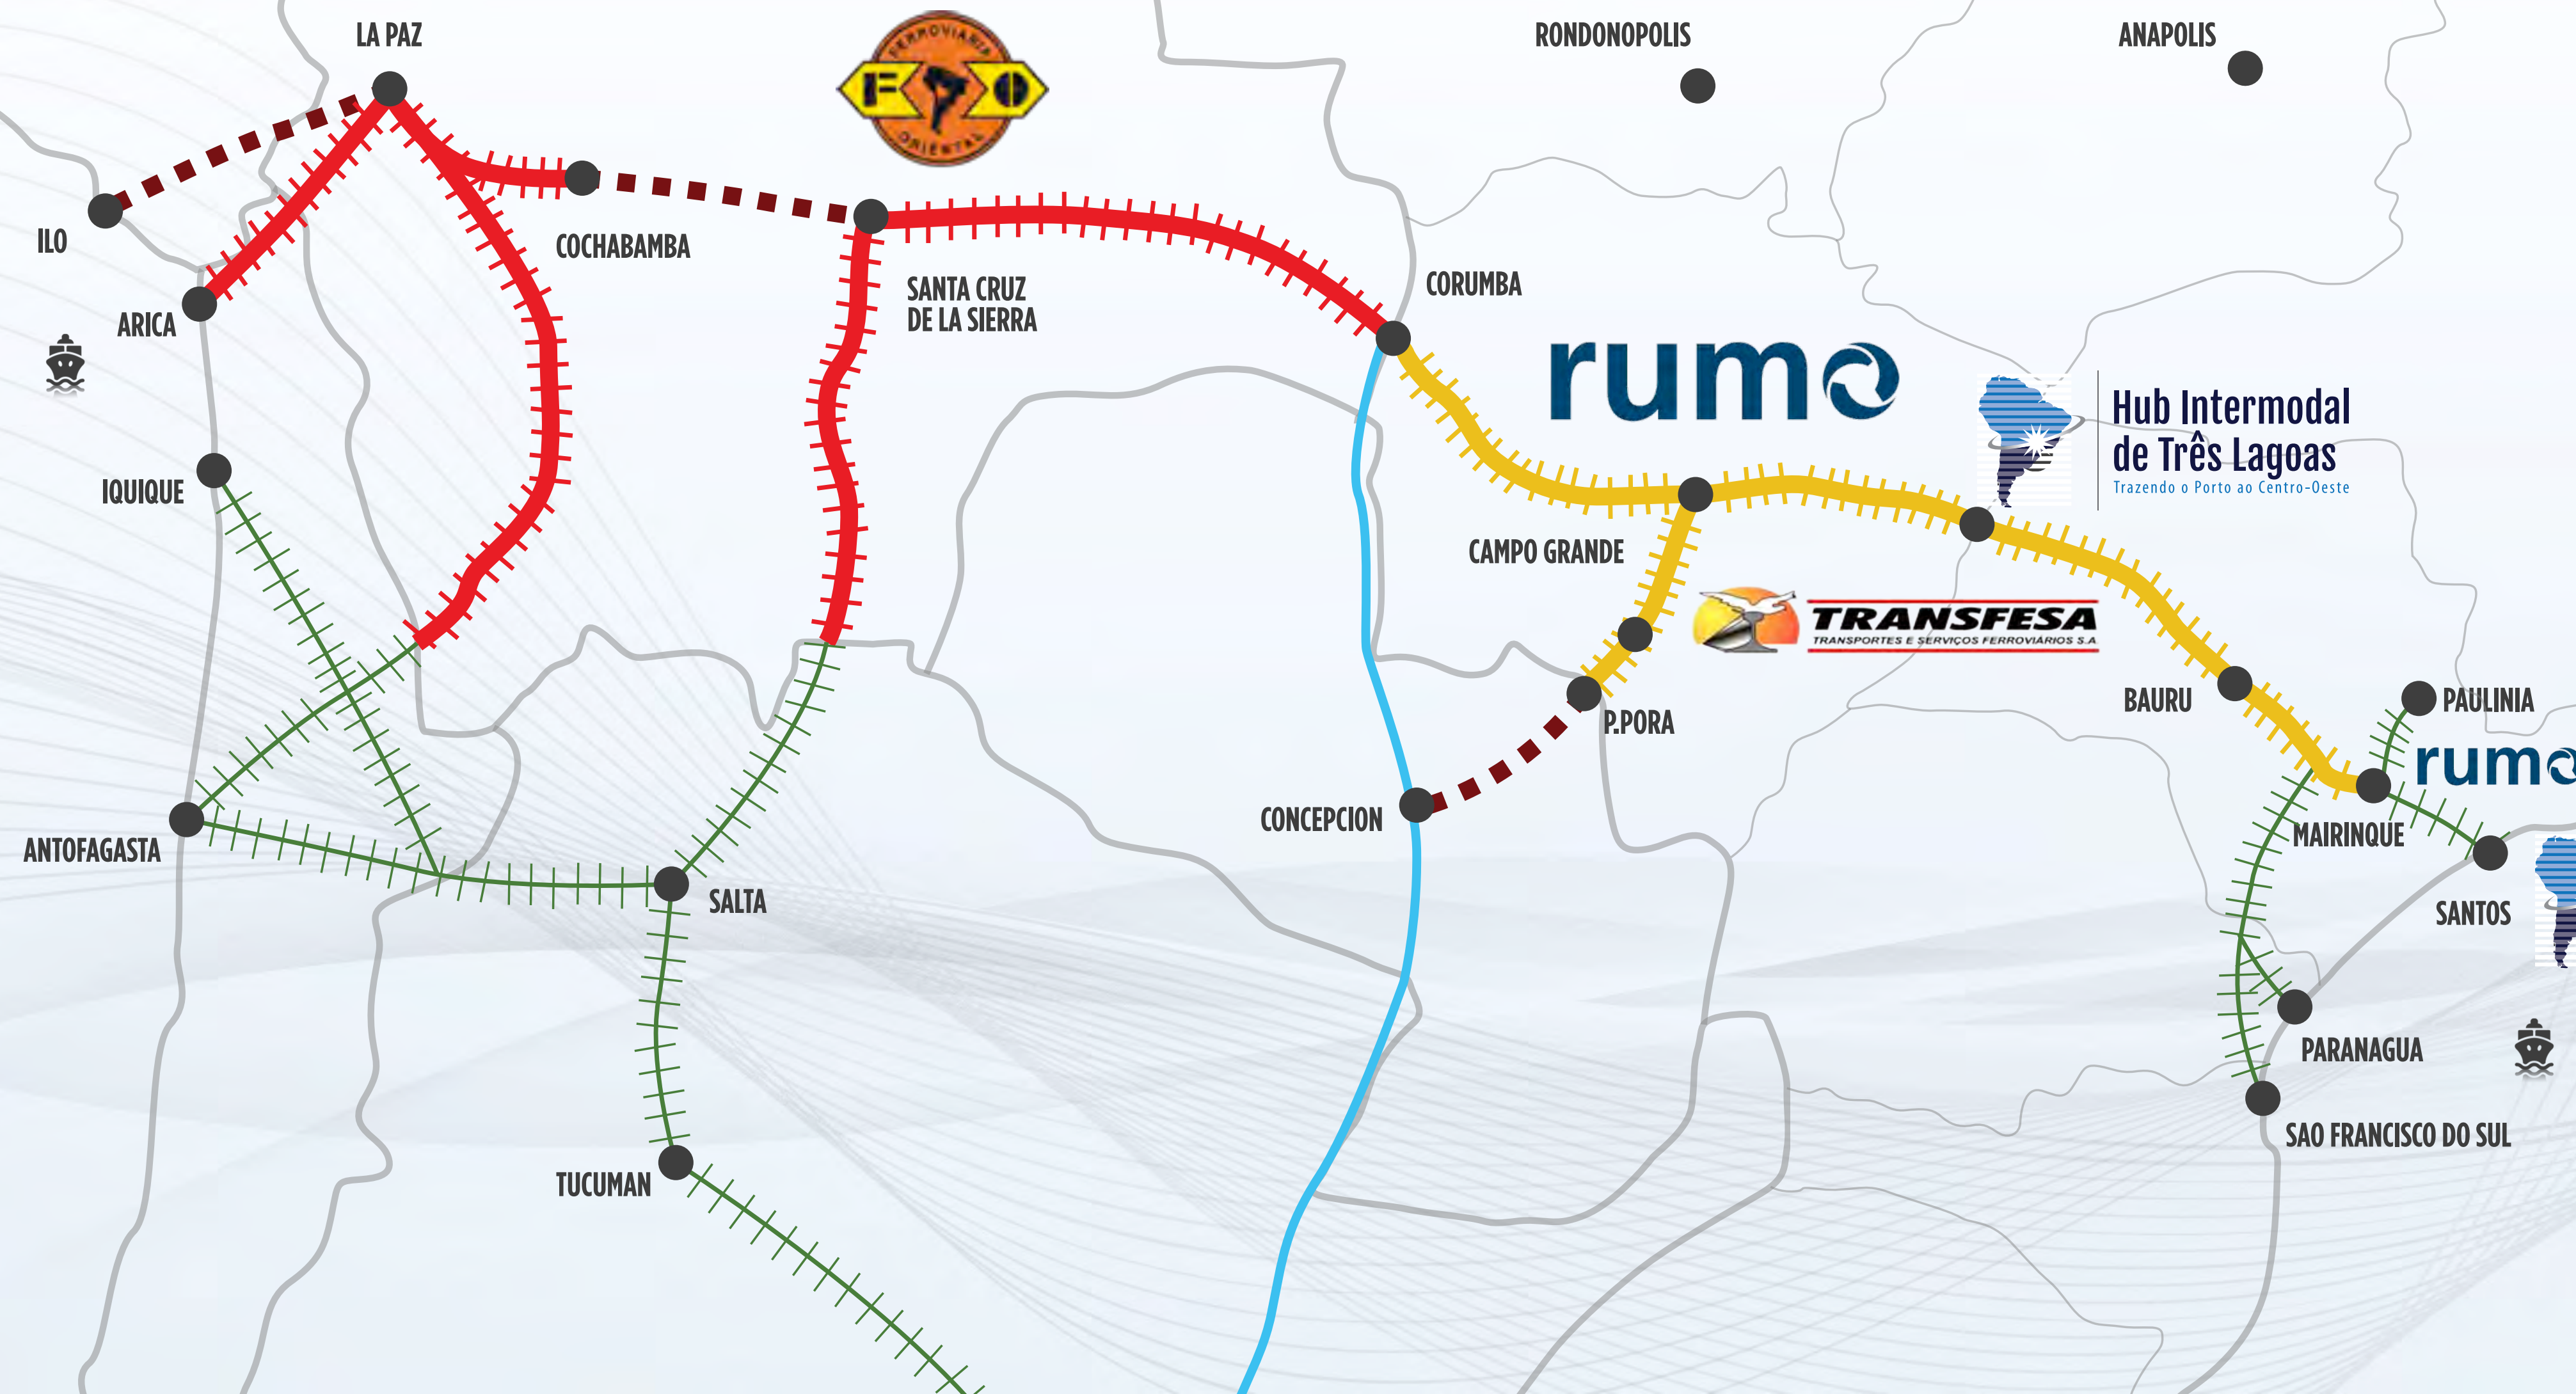 LA PAZ
FERROVIARIA
F O
ORIENTAL
RONDONOPOLIS
ANAPOLIS
ILO
COCHABAMBA
ARICA
SANTA CRUZ
DE LA SIERRA
CORUMBA
rumo
Hub Intermodal
de Três Lagoas
Trazendo o Porto ao Centro-Oeste
IQUIQUE
CAMPO GRANDE
TRANSFESA
TRANSPORTES E SERVIÇOS FERROVIÁRIOS S.A
P.PORA
BAURU
PAULINIA
rumo
CONCEPCION
MAIRINQUE
ANTOFAGASTA
SALTA
SANTOS
PARANAGUA
SAO FRANCISCO DO SUL
TUCUMAN